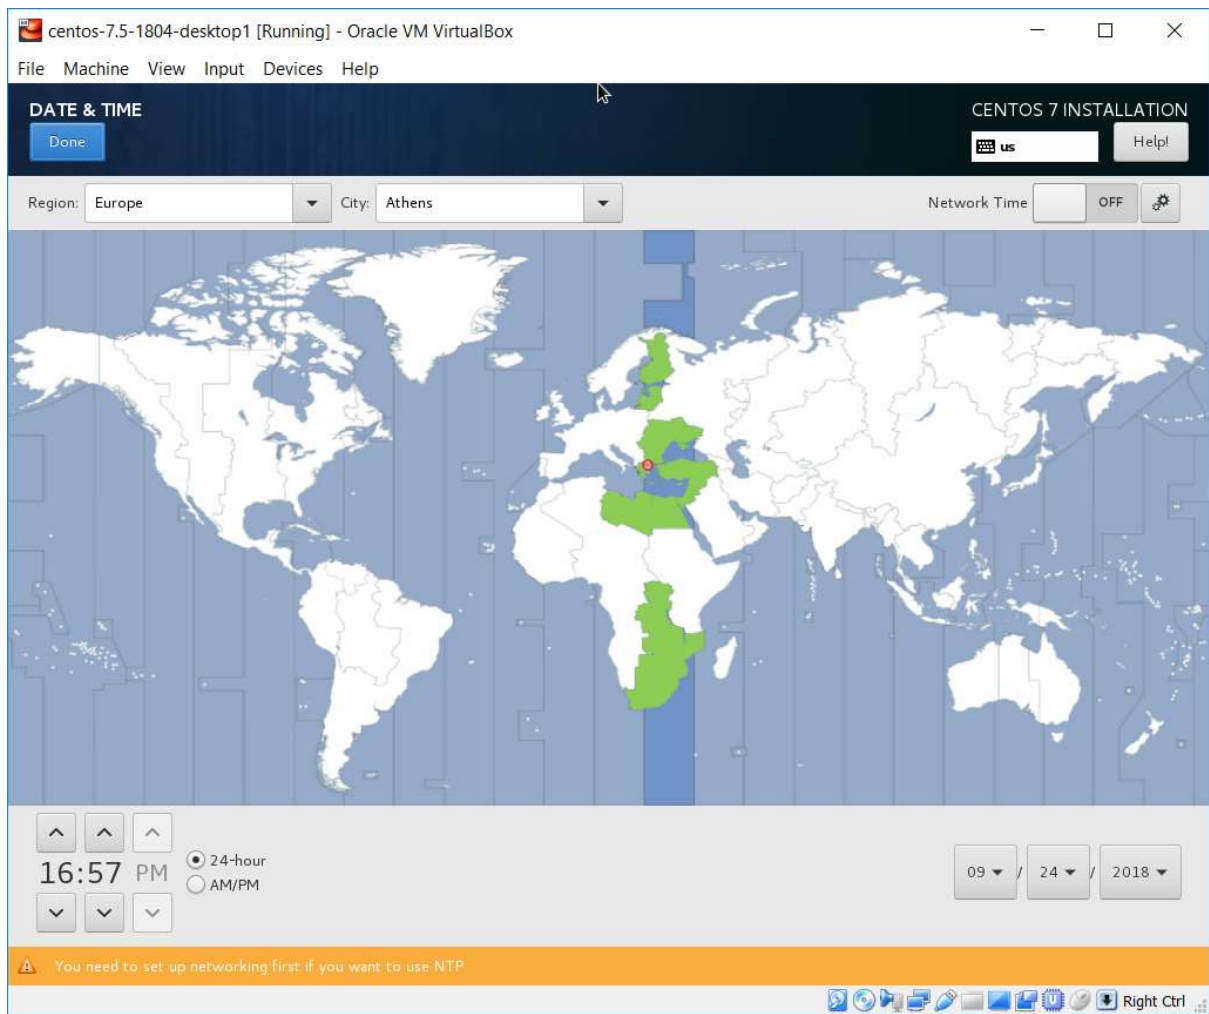 centos-7.5-1804-desktop1 [Running] - Oracle VM VirtualBox
File Machine View Input Devices Help
DATE & TIME
CENTOS 7 INSTALLATION
Done
us
Help!
Region: Europe City: Athens Network Time OFF
16:57 PM
24-hour
AM/PM
09 / 24 / 2018
You need to set up networking first if you want to use NTP
Right Ctrl